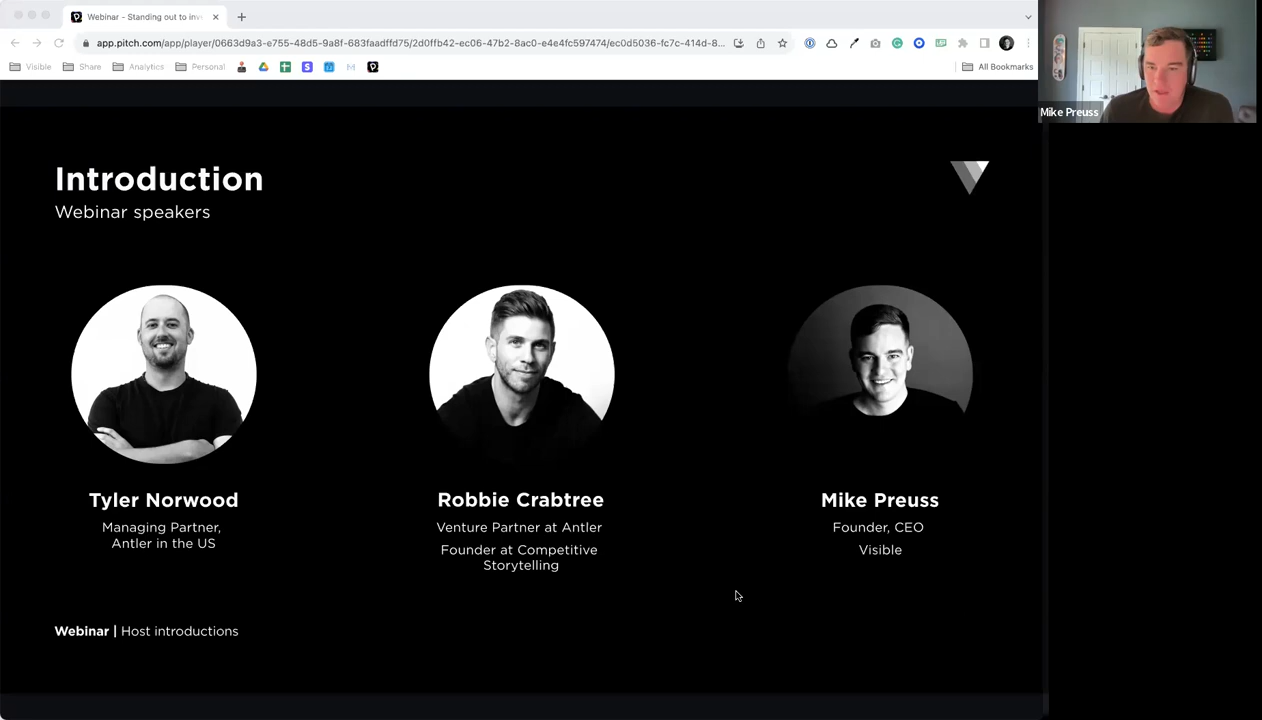 Webinar - Standing out to inv
app.pitch.com/app/player/0663d9a3-e755-48d5-9a8f-683faadffd75/2d0ffb42-ec06-47b2-8ac0-e4e4fc597474/ec0d5036-fc7c-414d-8...
Visible
Share
Analytics
Personal
All Bookmarks
Mike Preuss
Introduction
Webinar speakers
Tyler Norwood
Managing Partner,
Antler in the US
Robbie Crabtree
Venture Partner at Antler
Founder at Competitive
Storytelling
Mike Preuss
Founder, CEO
Visible
Webinar | Host introductions